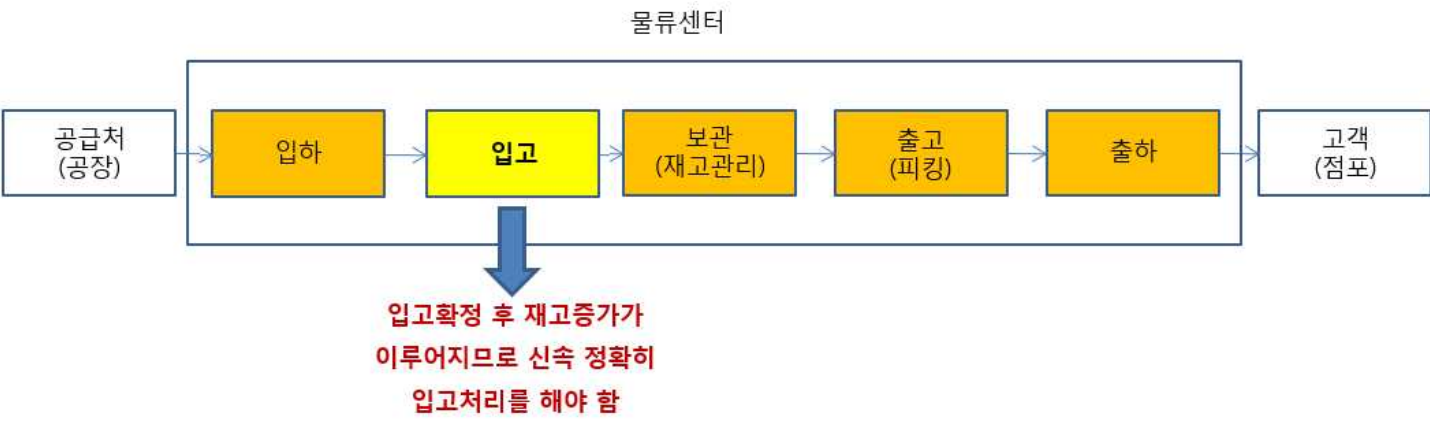 물류센터
공급처
(공장)
입하
입고
보관
(재고관리)
출고
(피킹)
출하
고객
(점포)
입고확정 후 재고증가가
이루어지므로 신속 정확히
입고처리를 해야 함